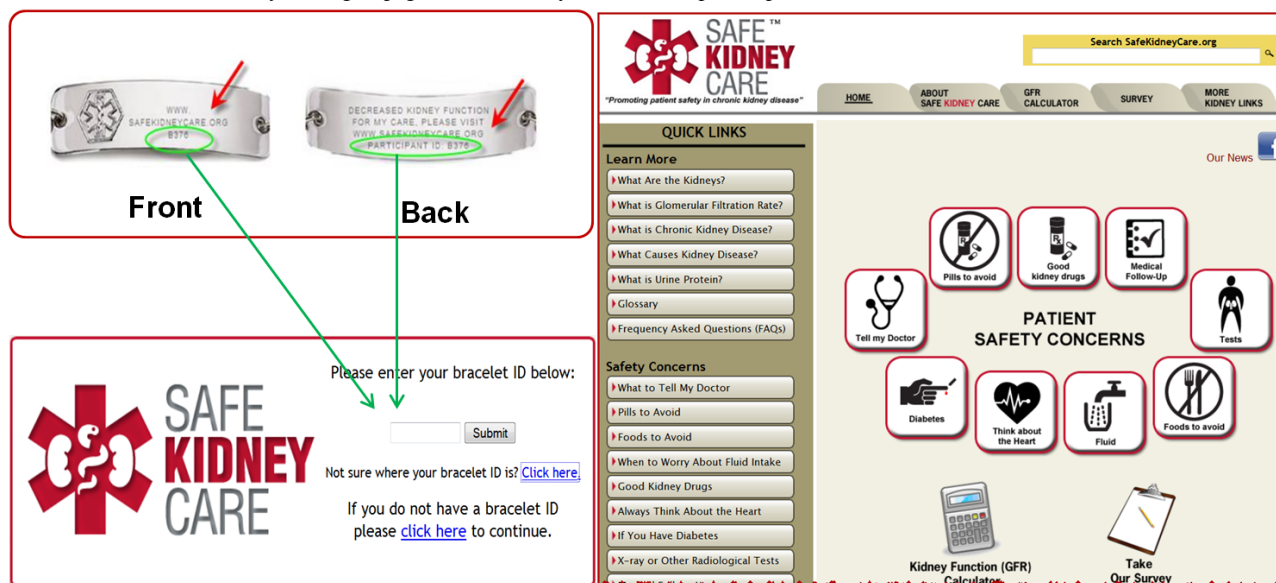 WWW.
SAFEKIDNEYCARE.ORG
B376
DECREASED KIDNEY FUNCTION
FOR MY CARE, PLEASE VISIT
WWW.SAFEKIDNEYCARE.ORG
PARTICIPANT ID: B376
Front
Back
SAFE
KIDNEY
CARE
Please enter your bracelet ID below:
Submit
Not sure where your bracelet ID is? Click here.
If you do not have a bracelet ID
please click here to continue.
SAFE™
KIDNEY
CARE
"Promoting patient safety in chronic kidney disease"
Search SafeKidneyCare.org
HOME
ABOUT
SAFE KIDNEY CARE
GFR
CALCULATOR
SURVEY
MORE
KIDNEY LINKS
QUICK LINKS
Learn More
What Are the Kidneys?
What is Glomerular Filtration Rate?
What is Chronic Kidney Disease?
What Causes Kidney Disease?
What is Urine Protein?
Glossary
Frequency Asked Questions (FAQs)
Safety Concerns
What to Tell My Doctor
Pills to Avoid
Foods to Avoid
When to Worry About Fluid Intake
Good Kidney Drugs
Always Think About the Heart
If You Have Diabetes
X-ray or Other Radiological Tests
Our News
Pills to avoid
Good
kidney drugs
Medical
Follow-Up
Tell my Doctor
PATIENT
SAFETY CONCERNS
Tests
Diabetes
Think about
the Heart
Fluid
Foods to avoid
Kidney Function (GFR)
Calculator
Take
Our Survey